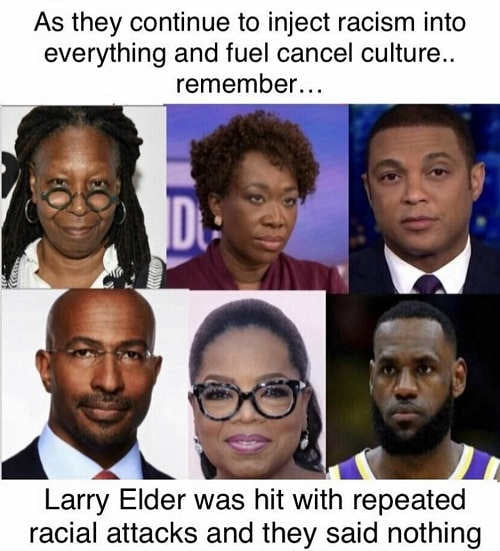 As they continue to inject racism into
everything and fuel cancel culture..
remember...
Larry Elder was hit with repeated
racial attacks and they said nothing